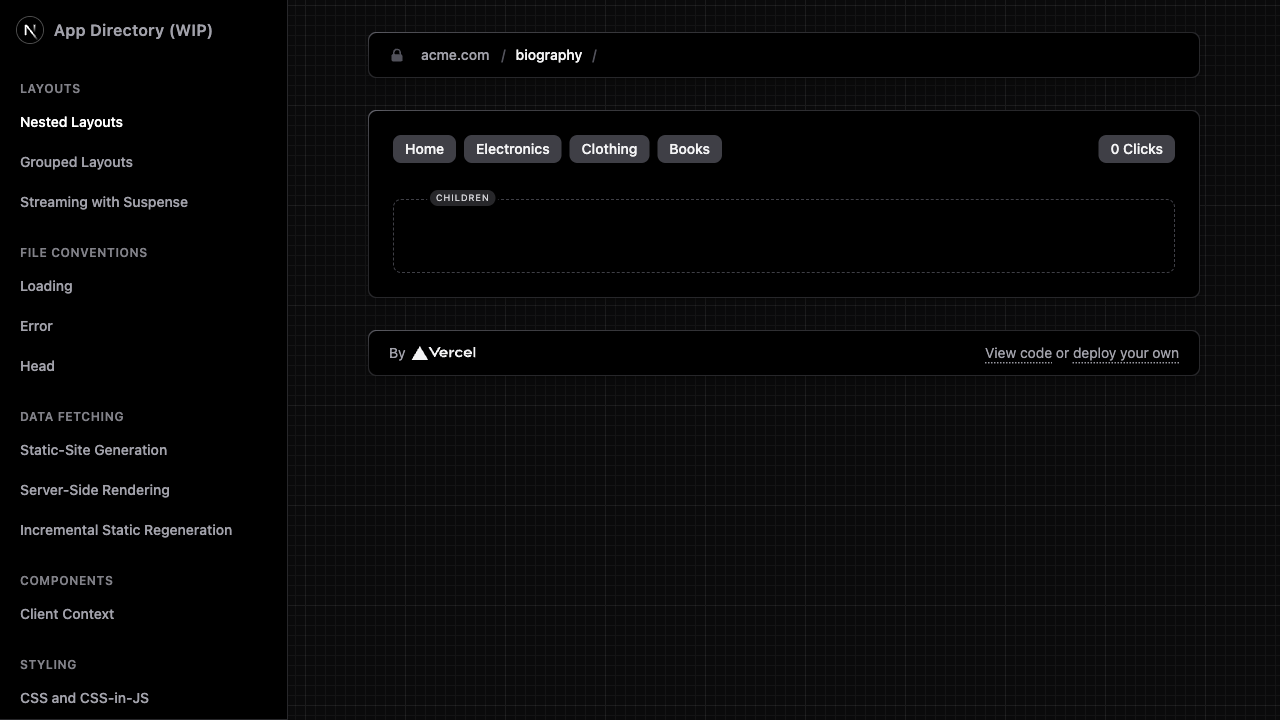 App Directory (WIP)
LAYOUTS
Nested Layouts
Grouped Layouts
Streaming with Suspense
FILE CONVENTIONS
Loading
Error
Head
DATA FETCHING
Static-Site Generation
Server-Side Rendering
Incremental Static Regeneration
COMPONENTS
Client Context
STYLING
CSS and CSS-in-JS
acme.com / biography /
Home Electronics Clothing Books 0 Clicks
CHILDREN
By Vercel View code or deploy your own